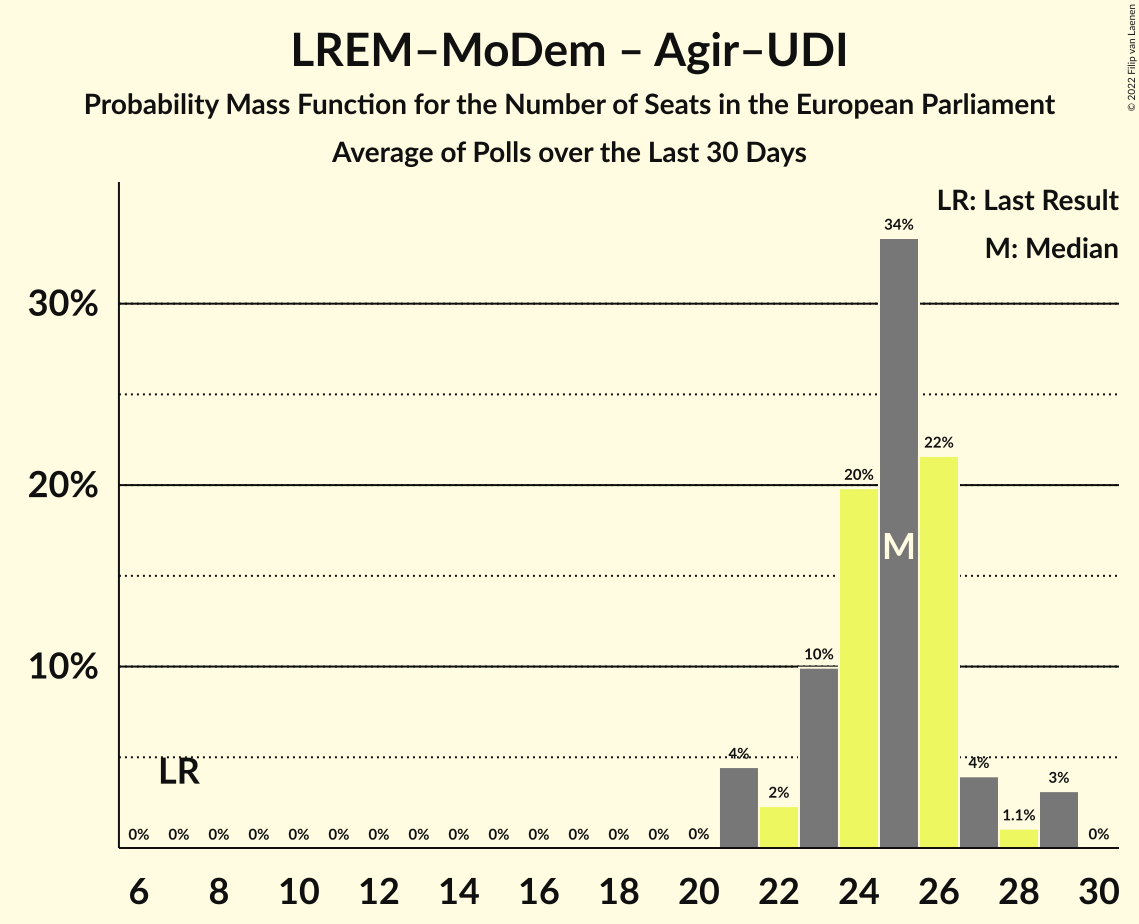 LREM–MoDem – Agir–UDI
Probability Mass Function for the Number of Seats in the European Parliament
Average of Polls over the Last 30 Days
© 2022 Filip van Laenen
LR: Last Result
M: Median
34%
30%
22%
20%
20%
M
10%
10%
4%
4%
LR
3%
2%
1.1%
0% 0% 0% 0% 0% 0% 0% 0% 0% 0% 0% 0% 0% 0% 0% 0%
6 8 10 12 14 16 18 20 22 24 26 28 30